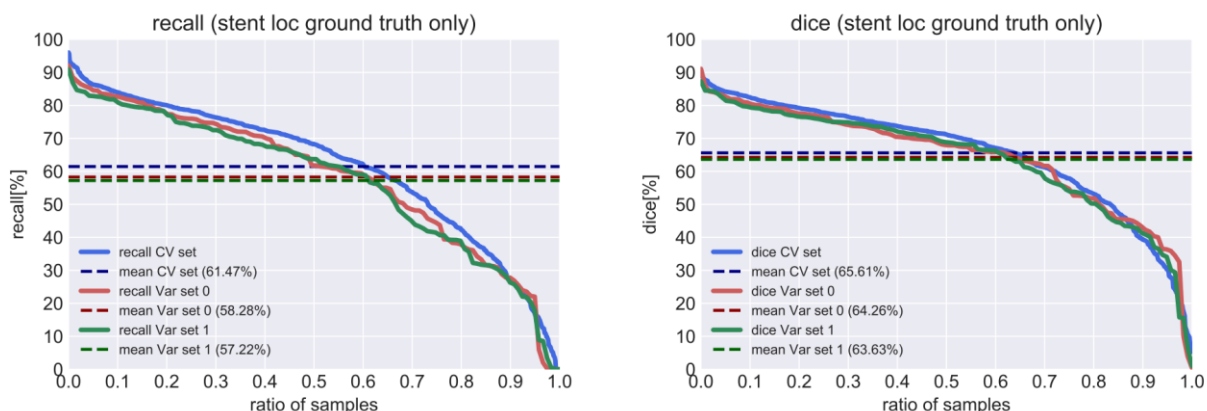 recall (stent loc ground truth only)
100
90
80
70
60
50
40
30
20
10
0
recall[%]
recall CV set
mean CV set (61.47%)
recall Var set 0
mean Var set 0 (58.28%)
recall Var set 1
mean Var set 1 (57.22%)
0.0 0.1 0.2 0.3 0.4 0.5 0.6 0.7 0.8 0.9 1.0
ratio of samples
dice (stent loc ground truth only)
100
90
80
70
60
50
40
30
20
10
0
dice[%]
dice CV set
mean CV set (65.61%)
dice Var set 0
mean Var set 0 (64.26%)
dice Var set 1
mean Var set 1 (63.63%)
0.0 0.1 0.2 0.3 0.4 0.5 0.6 0.7 0.8 0.9 1.0
ratio of samples